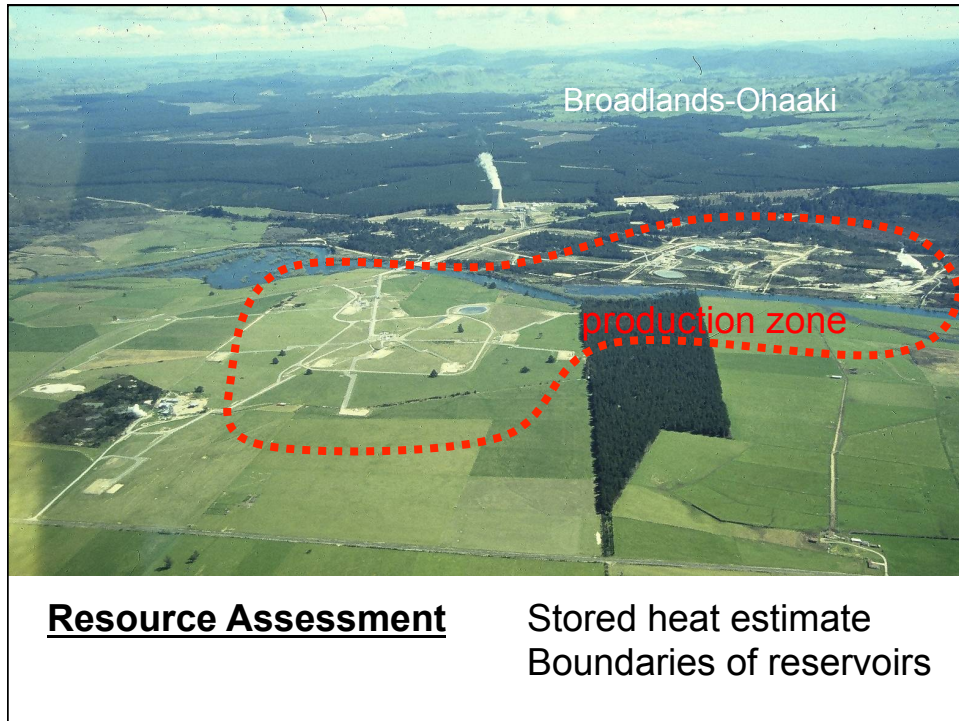 Broadlands-Ohaaki
production zone
Resource Assessment
Stored heat estimate
Boundaries of reservoirs